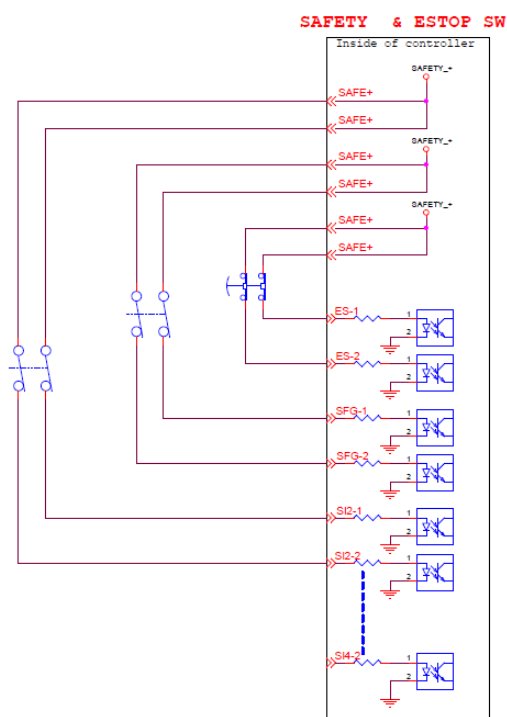 SAFETY & ESTOP SW
Inside of controller
SAFETY_+
SAFE+
SAFE+
SAFETY_+
SAFE+
SAFE+
SAFETY_+
SAFE+
SAFE+
ES-1
1
2
ES-2
1
2
SFG-1
1
2
SFG-2
1
2
SI2-1
1
2
SI2-2
1
2
SI4-2
1
2